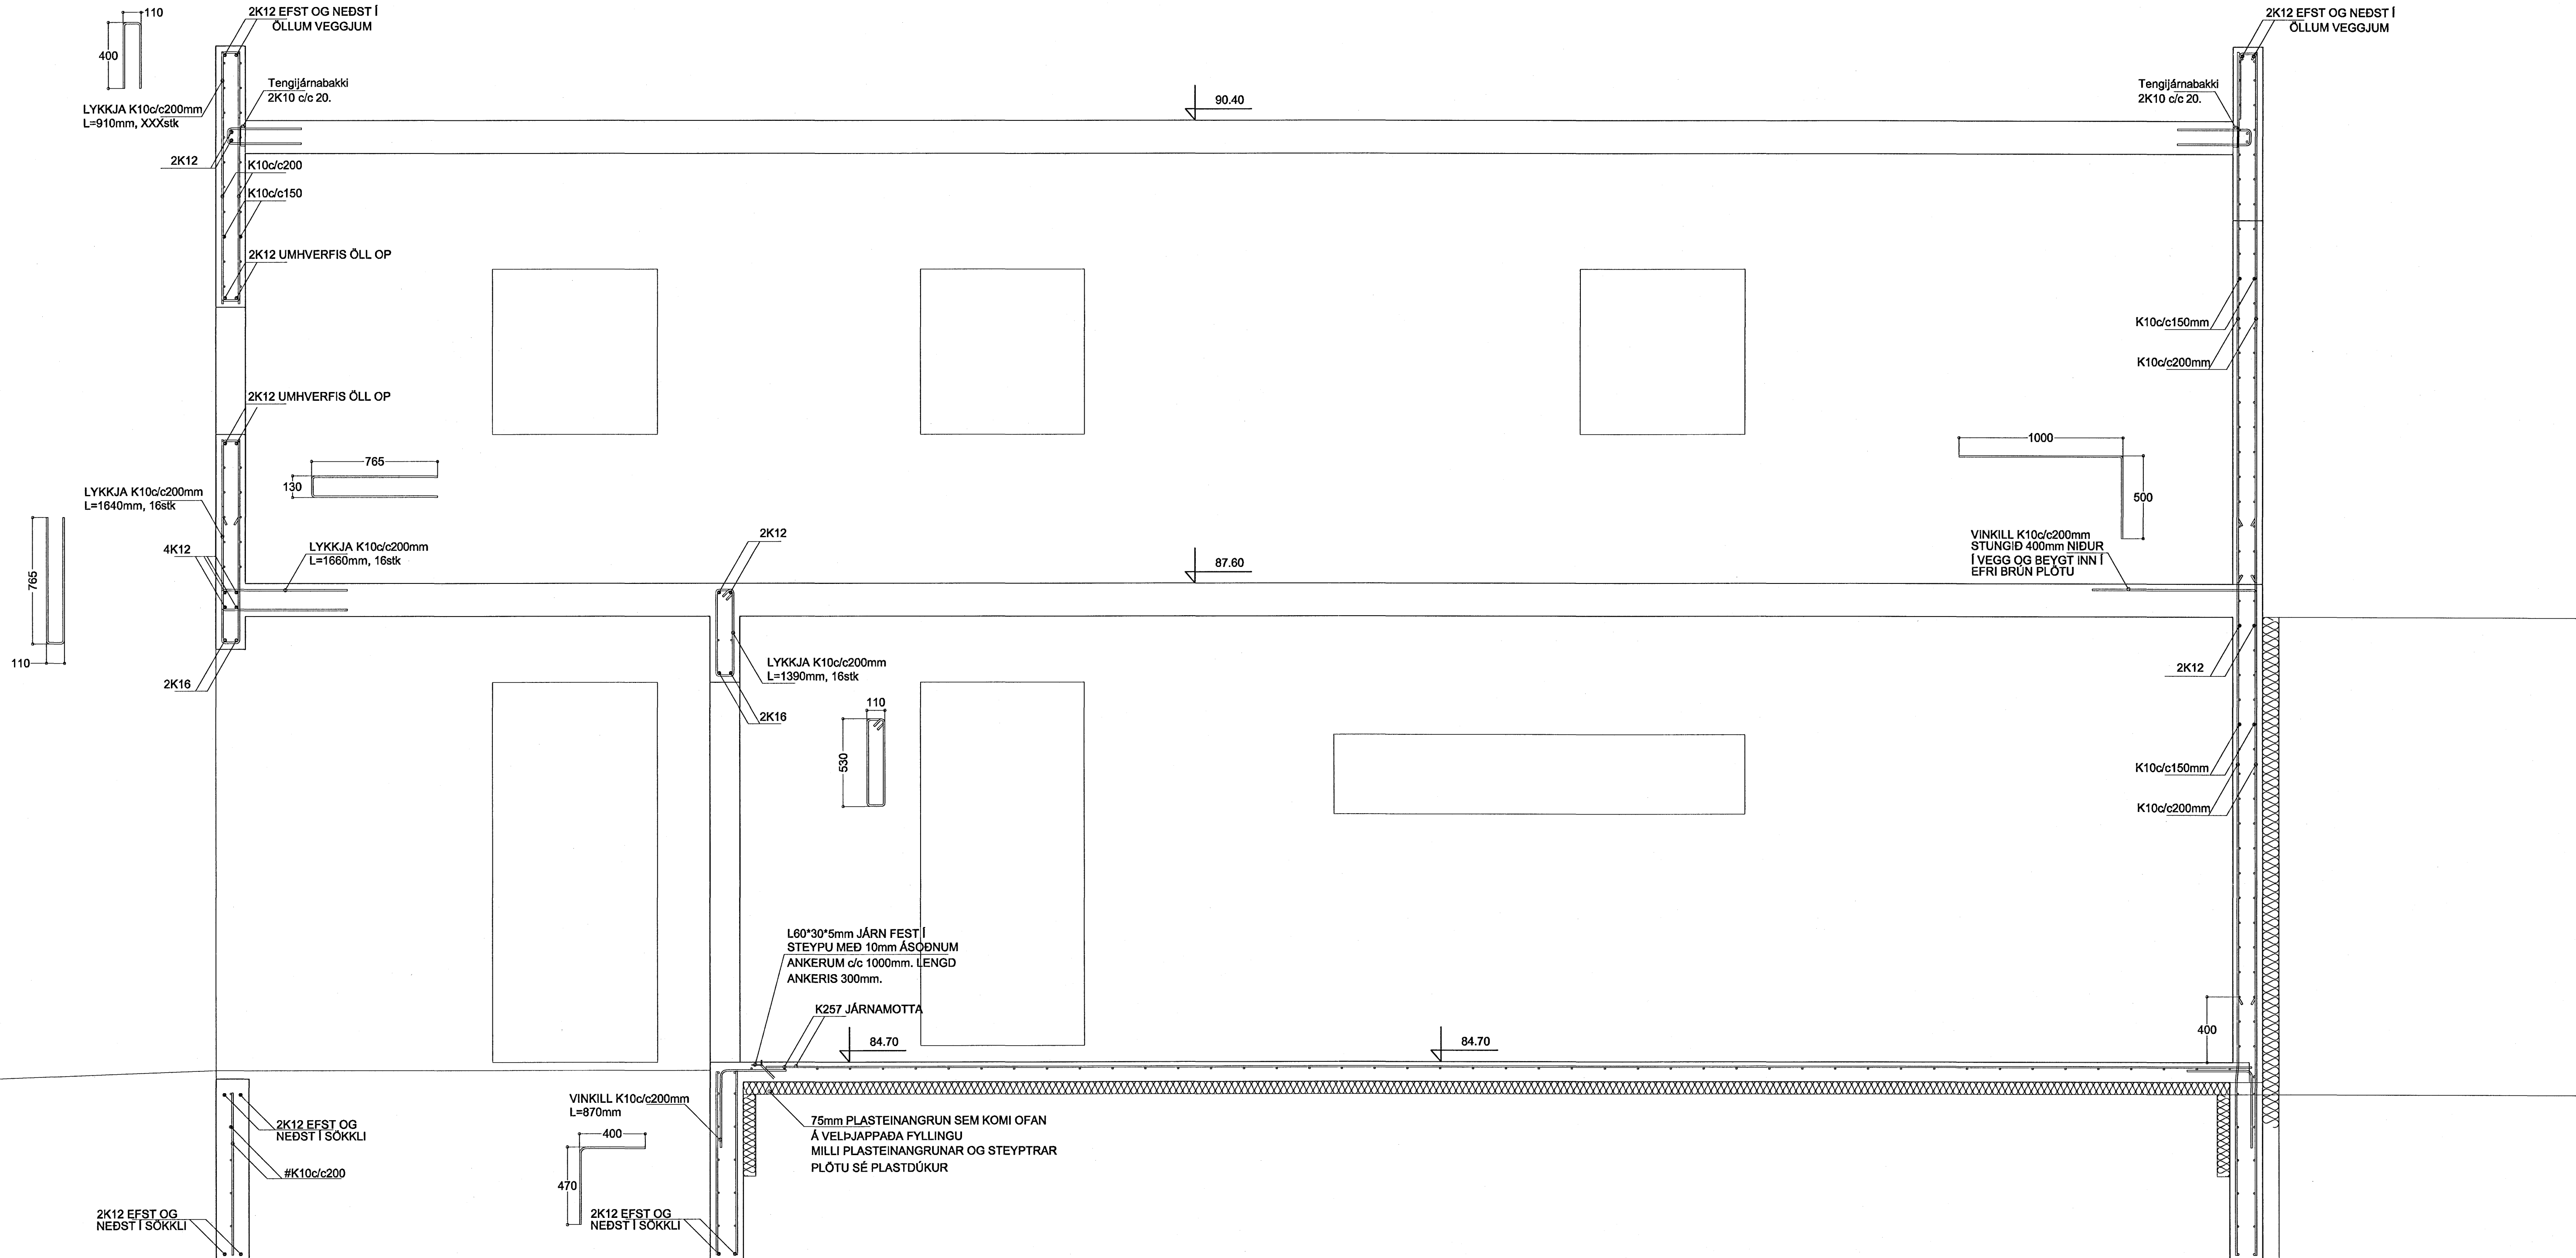 110
400
2K12 EFST OG NEÐST Í
ÖLLUM VEGGJUM
LYKKJA K10c/c200mm
L=910mm, XXXstk
Tengijárnabakki
2K10 c/c 20.
2K12
K10c/c200
K10c/c150
2K12 UMHVERFIS ÖLL OP
2K12 UMHVERFIS ÖLL OP
90.40
2K12 EFST OG NEÐST Í
ÖLLUM VEGGJUM
Tengijárnabakki
2K10 c/c 20.
K10c/c150mm
K10c/c200mm
765
130
1000
500
LYKKJA K10c/c200mm
L=1640mm, 16stk
4K12
LYKKJA K10c/c200mm
L=1660mm, 16stk
765
110
2K16
2K12
87.60
VINKILL K10c/c200mm
STUNGIÐ 400mm NIÐUR
Í VEGG OG BEYGT INN Í
EFRI BRÚN PLÖTU
LYKKJA K10c/c200mm
L=1390mm, 16stk
2K16
110
530
2K12
K10c/c150mm
K10c/c200mm
L60*30*5mm JÁRN FEST Í
STEYPU MEÐ 10mm ÁSOÐNUM
ANKERUM c/c 1000mm. LENGD
ANKERIS 300mm.
K257 JÁRNAMOTTA
84.70
84.70
400
VINKILL K10c/c200mm
L=870mm
400
470
75mm PLASTEINANGRUN SEM KOMI OFAN
Á VELÞJAPPAÐA FYLLINGU
MILLI PLASTEINANGRUNAR OG STEYPTRAR
PLÖTU SÉ PLASTDÚKUR
2K12 EFST OG
NEÐST Í SÖKKLI
#K10c/c200
2K12 EFST OG
NEÐST Í SÖKKLI
2K12 EFST OG
NEÐST Í SÖKKLI